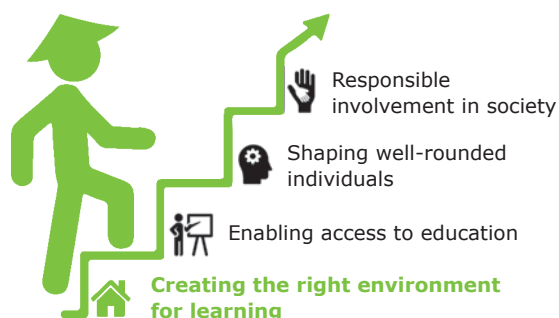 Responsible
involvement in society
Shaping well-rounded
individuals
Enabling access to education
Creating the right environment
for learning